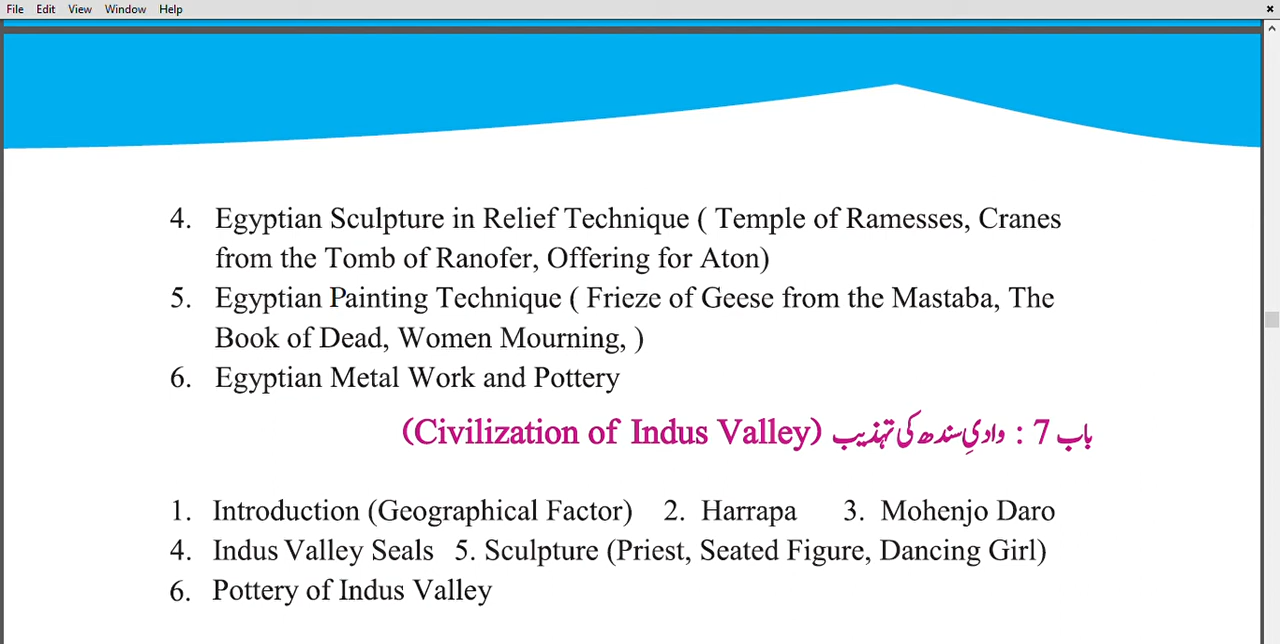 File Edit View Window Help
4. Egyptian Sculpture in Relief Technique ( Temple of Ramesses, Cranes
from the Tomb of Ranofer, Offering for Aton)
5. Egyptian Painting Technique ( Frieze of Geese from the Mastaba, The
Book of Dead, Women Mourning, )
6. Egyptian Metal Work and Pottery
باب 7 : وادیِ سندھ کی تہذیب (Civilization of Indus Valley)
1. Introduction (Geographical Factor) 2. Harrapa 3. Mohenjo Daro
4. Indus Valley Seals 5. Sculpture (Priest, Seated Figure, Dancing Girl)
6. Pottery of Indus Valley